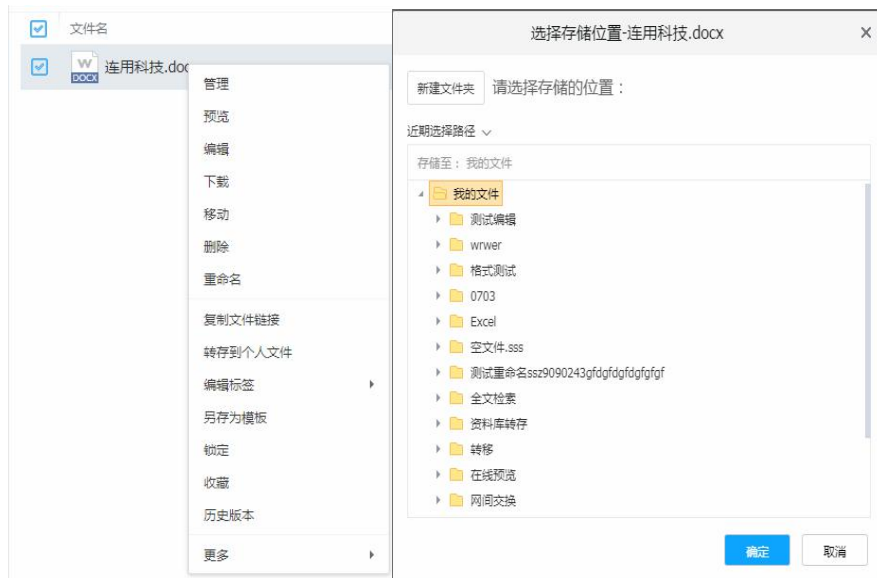 文件名
W
DOCX
连用科技.doc
管理
预览
编辑
下载
移动
删除
重命名
复制文件链接
转存到个人文件
编辑标签
另存为模板
锁定
收藏
历史版本
更多
选择存储位置-连用科技.docx
新建文件夹 请选择存储的位置：
近期选择路径
存储至： 我的文件
我的文件
测试编辑
wrwer
格式测试
0703
Excel
空文件.sss
测试重命名ssz9090243gfdgfdgfdgfgfgf
全文检索
资料库转存
转移
在线预览
网间交换
确定 取消